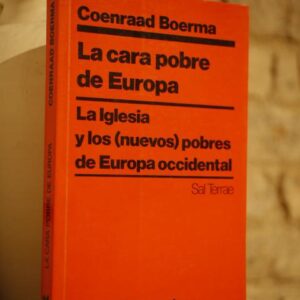 Coenraad Boerma
La cara pobre
de Europa
La Iglesia
y los (nuevos) pobres
de Europa occidental
Sal Terrae
LA CARA POBRE DE EUROPA
COENRAAD BOERMA